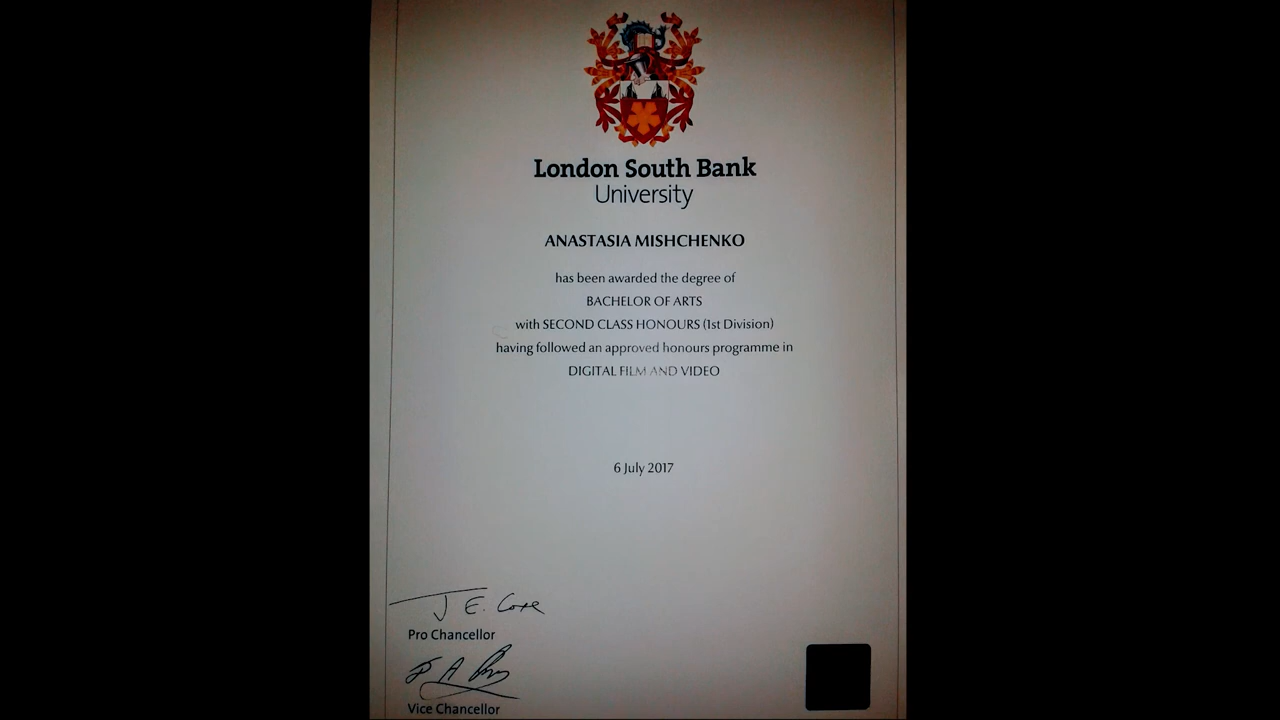 London South Bank
University
ANASTASIA MISHCHENKO
has been awarded the degree of
BACHELOR OF ARTS
with SECOND CLASS HONOURS (1st Division)
having followed an approved honours programme in
DIGITAL FILM AND VIDEO
6 July 2017
J E. Cope
Pro Chancellor
Vice Chancellor